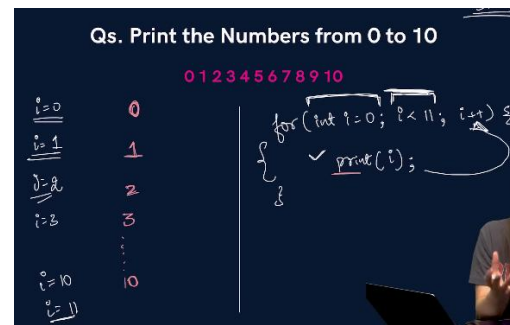 Qs. Print the Numbers from 0 to 10
0 1 2 3 4 5 6 7 8 9 10
i=0 0
i=1 1
i=2 2
i=3 3
i=10 10
i=11
for(int i=0; i<11; i++) {
{ ✓ print(i);
}